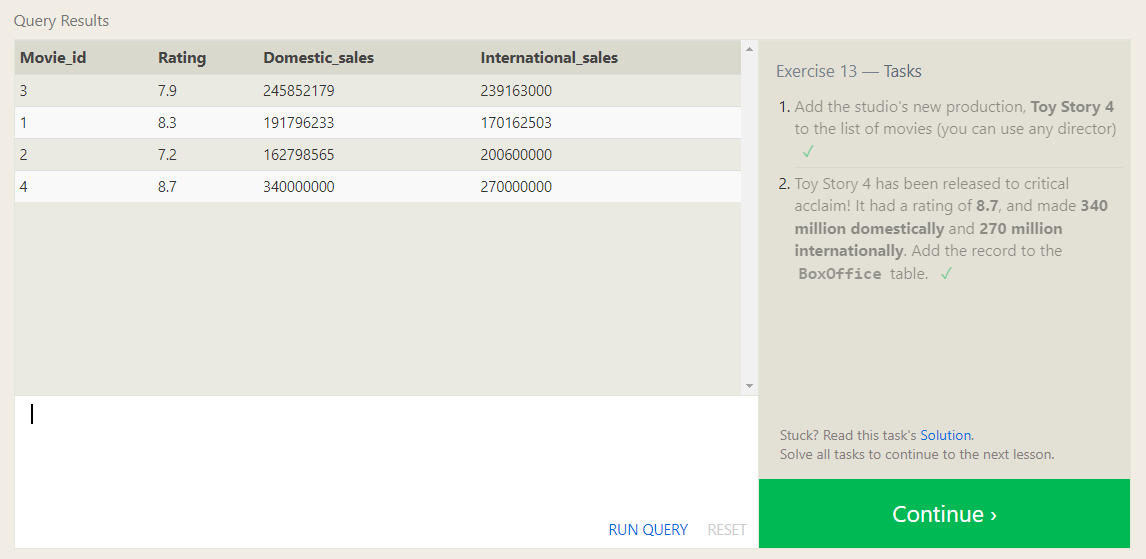 Query Results
Movie_id Rating Domestic_sales International_sales
3 7.9 245852179 239163000
1 8.3 191796233 170162503
2 7.2 162798565 200600000
4 8.7 340000000 270000000
RUN QUERY RESET
Exercise 13 — Tasks
1. Add the studio's new production, Toy Story 4
to the list of movies (you can use any director)
✓
2. Toy Story 4 has been released to critical
acclaim! It had a rating of 8.7, and made 340
million domestically and 270 million
internationally. Add the record to the
BoxOffice table. ✓
Stuck? Read this task's Solution.
Solve all tasks to continue to the next lesson.
Continue ›